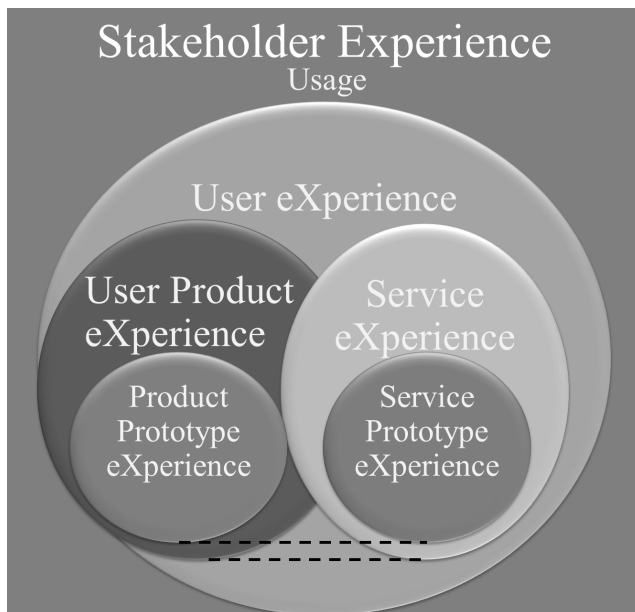 Stakeholder Experience
Usage
User eXperience
User Product
eXperience
Service
eXperience
Product
Prototype
eXperience
Service
Prototype
eXperience